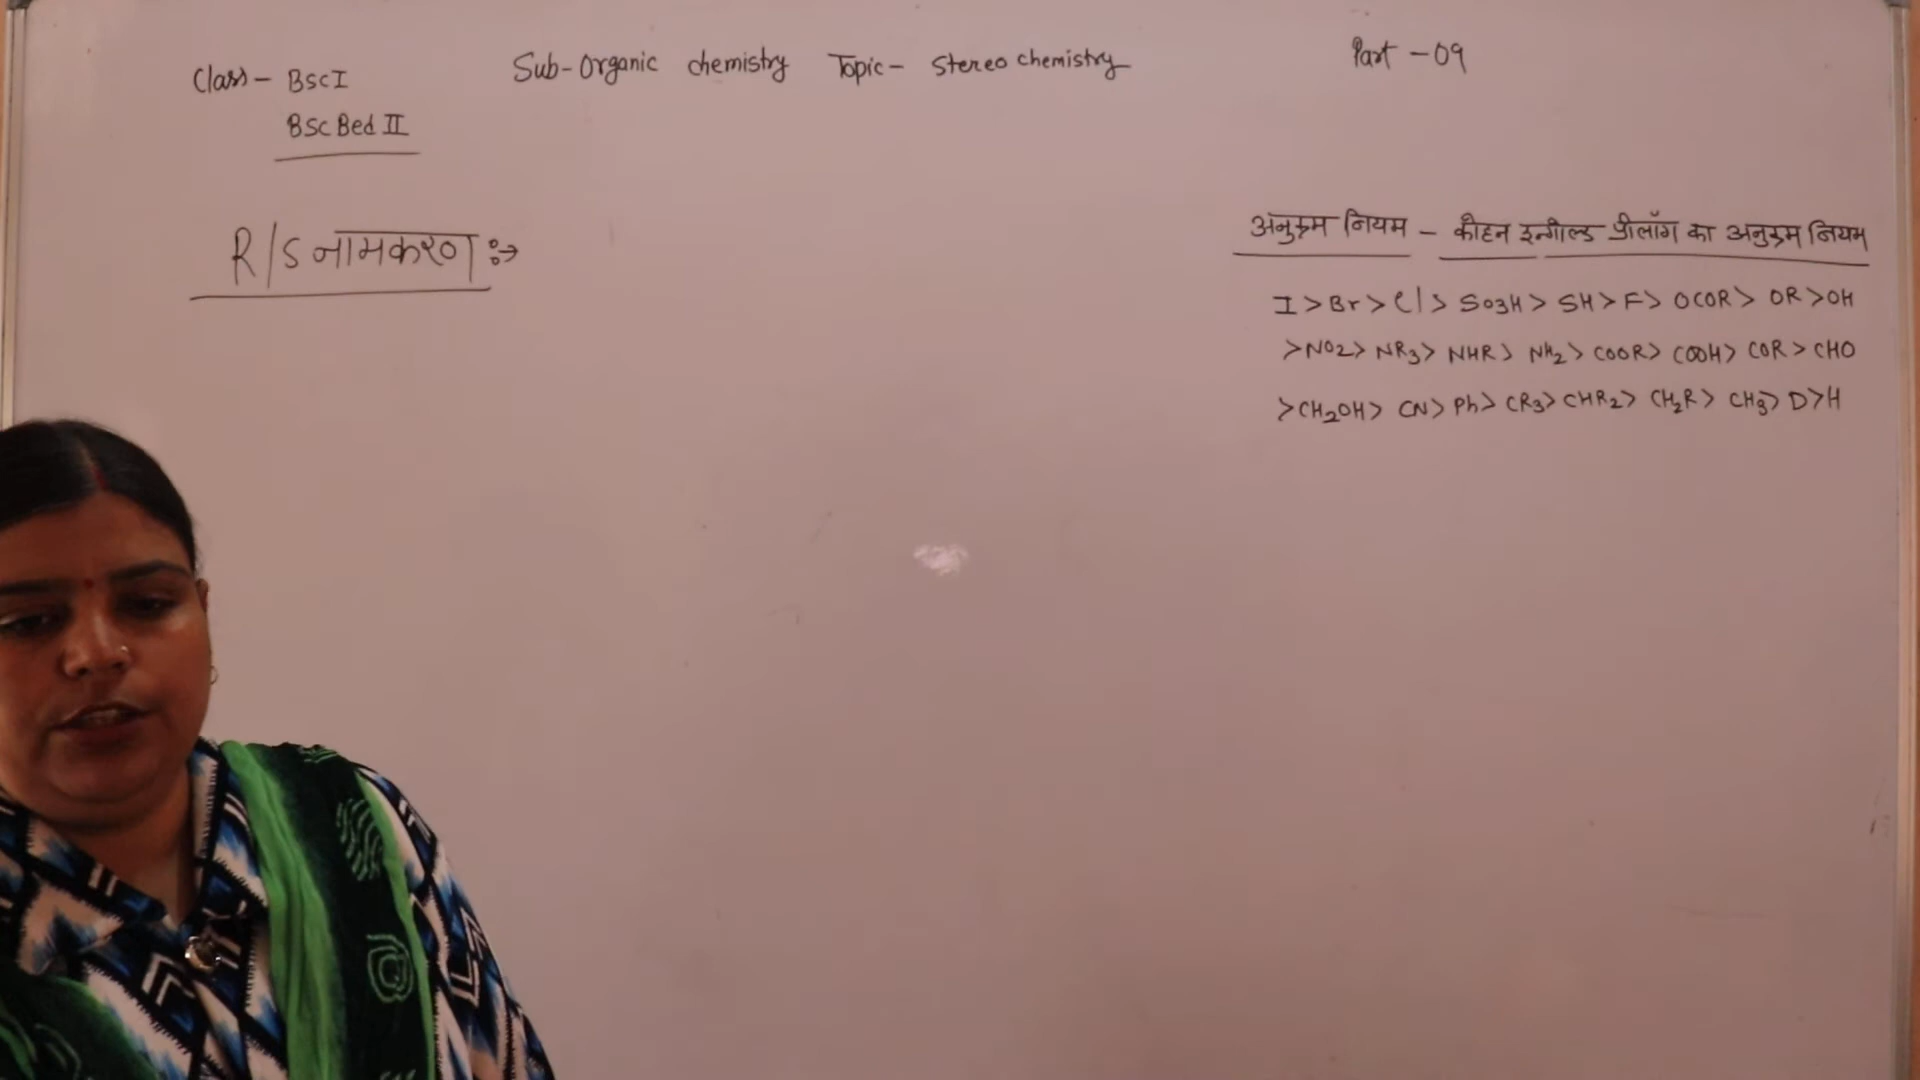 Class - BSc I
BSc Bed II
Sub-Organic chemistry Topic- Stereo chemistry
Part - 09
R/S नामकरण :→
अनुक्रम नियम - कॉहन इन्गोल्ड प्रीलॉग का अनुक्रम नियम
I > Br > Cl > SO3H > SH > F > OCOR > OR > OH
> NO2 > NR3 > NHR > NH2 > COOR > COOH > COR > CHO
> CH2OH > CN > Ph > CR3 > CHR2 > CH2R > CH3 > D > H